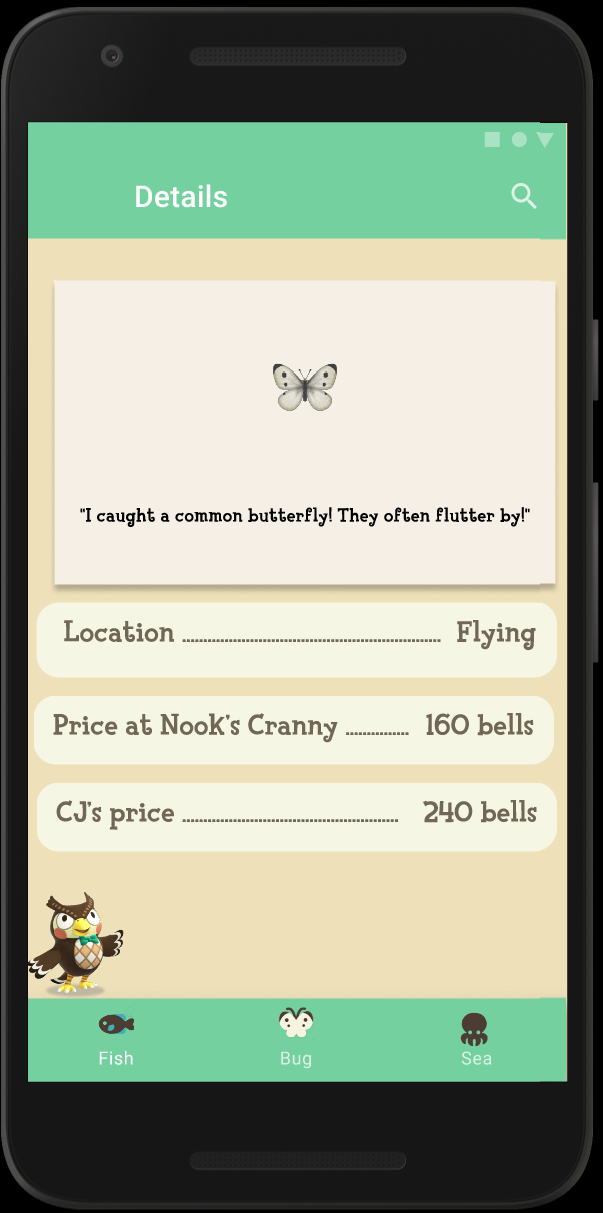 Details
"I caught a common butterfly! They often flutter by!"
Location ........................................................... Flying
Price at Nook's Cranny ............... 160 bells
CJ's price .................................................. 240 bells
Fish
Bug
Sea